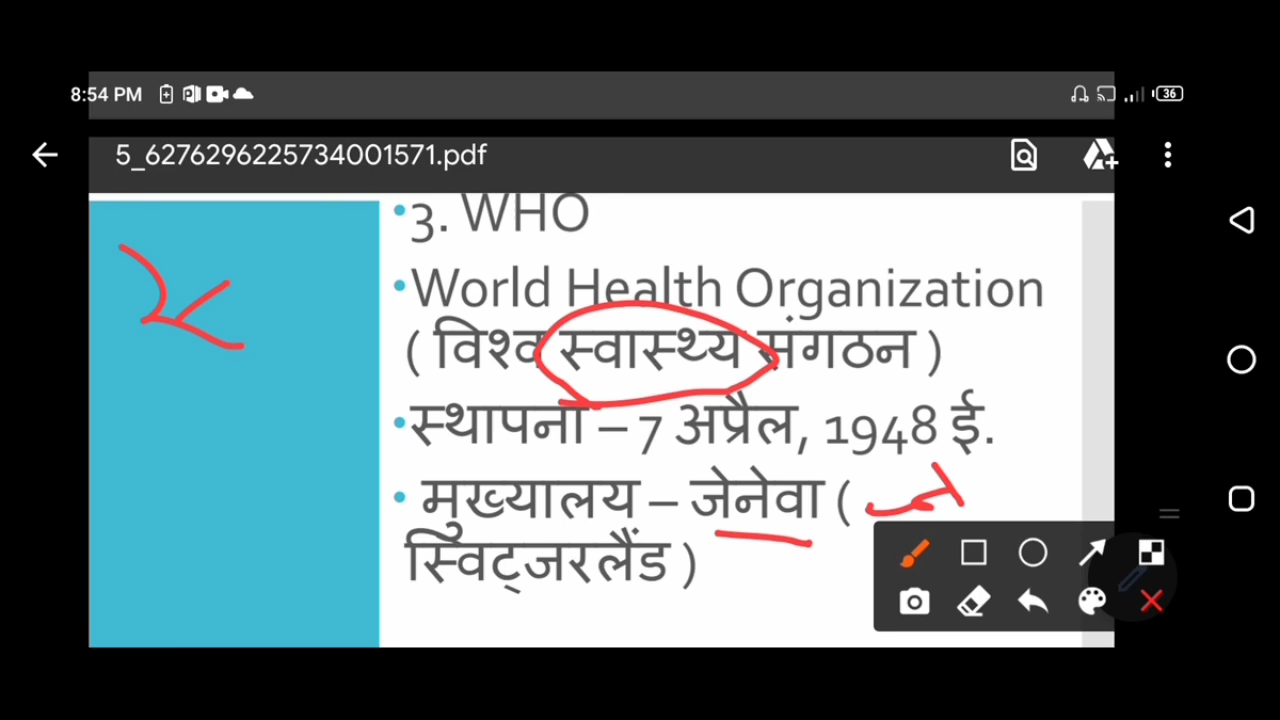 8:54 PM 36
5_6276296225734001571.pdf
•3. WHO
•World Health Organization
( विश्व स्वास्थ्य संगठन )
•स्थापना – 7 अप्रैल, 1948 ई.
• मुख्यालय – जेनेवा (
स्विट्जरलैंड )